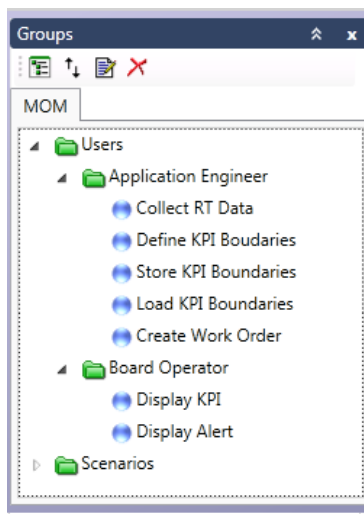 Groups
MOM
Users
Application Engineer
Collect RT Data
Define KPI Boudaries
Store KPI Boundaries
Load KPI Boundaries
Create Work Order
Board Operator
Display KPI
Display Alert
Scenarios